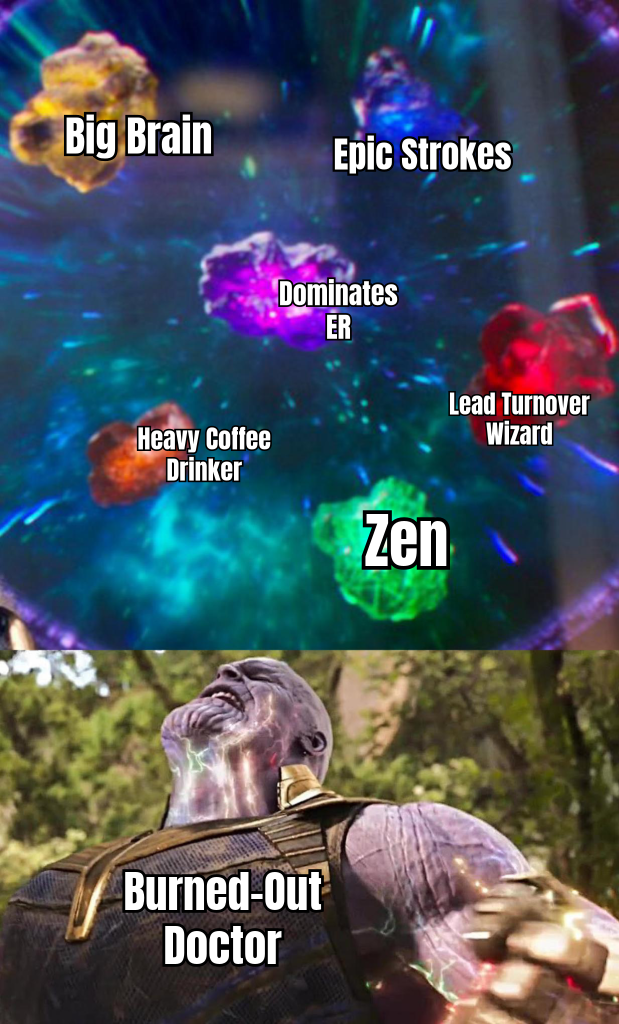 Big Brain
Epic Strokes
Dominates
ER
Lead Turnover
Wizard
Heavy Coffee
Drinker
Zen
Burned-Out
Doctor